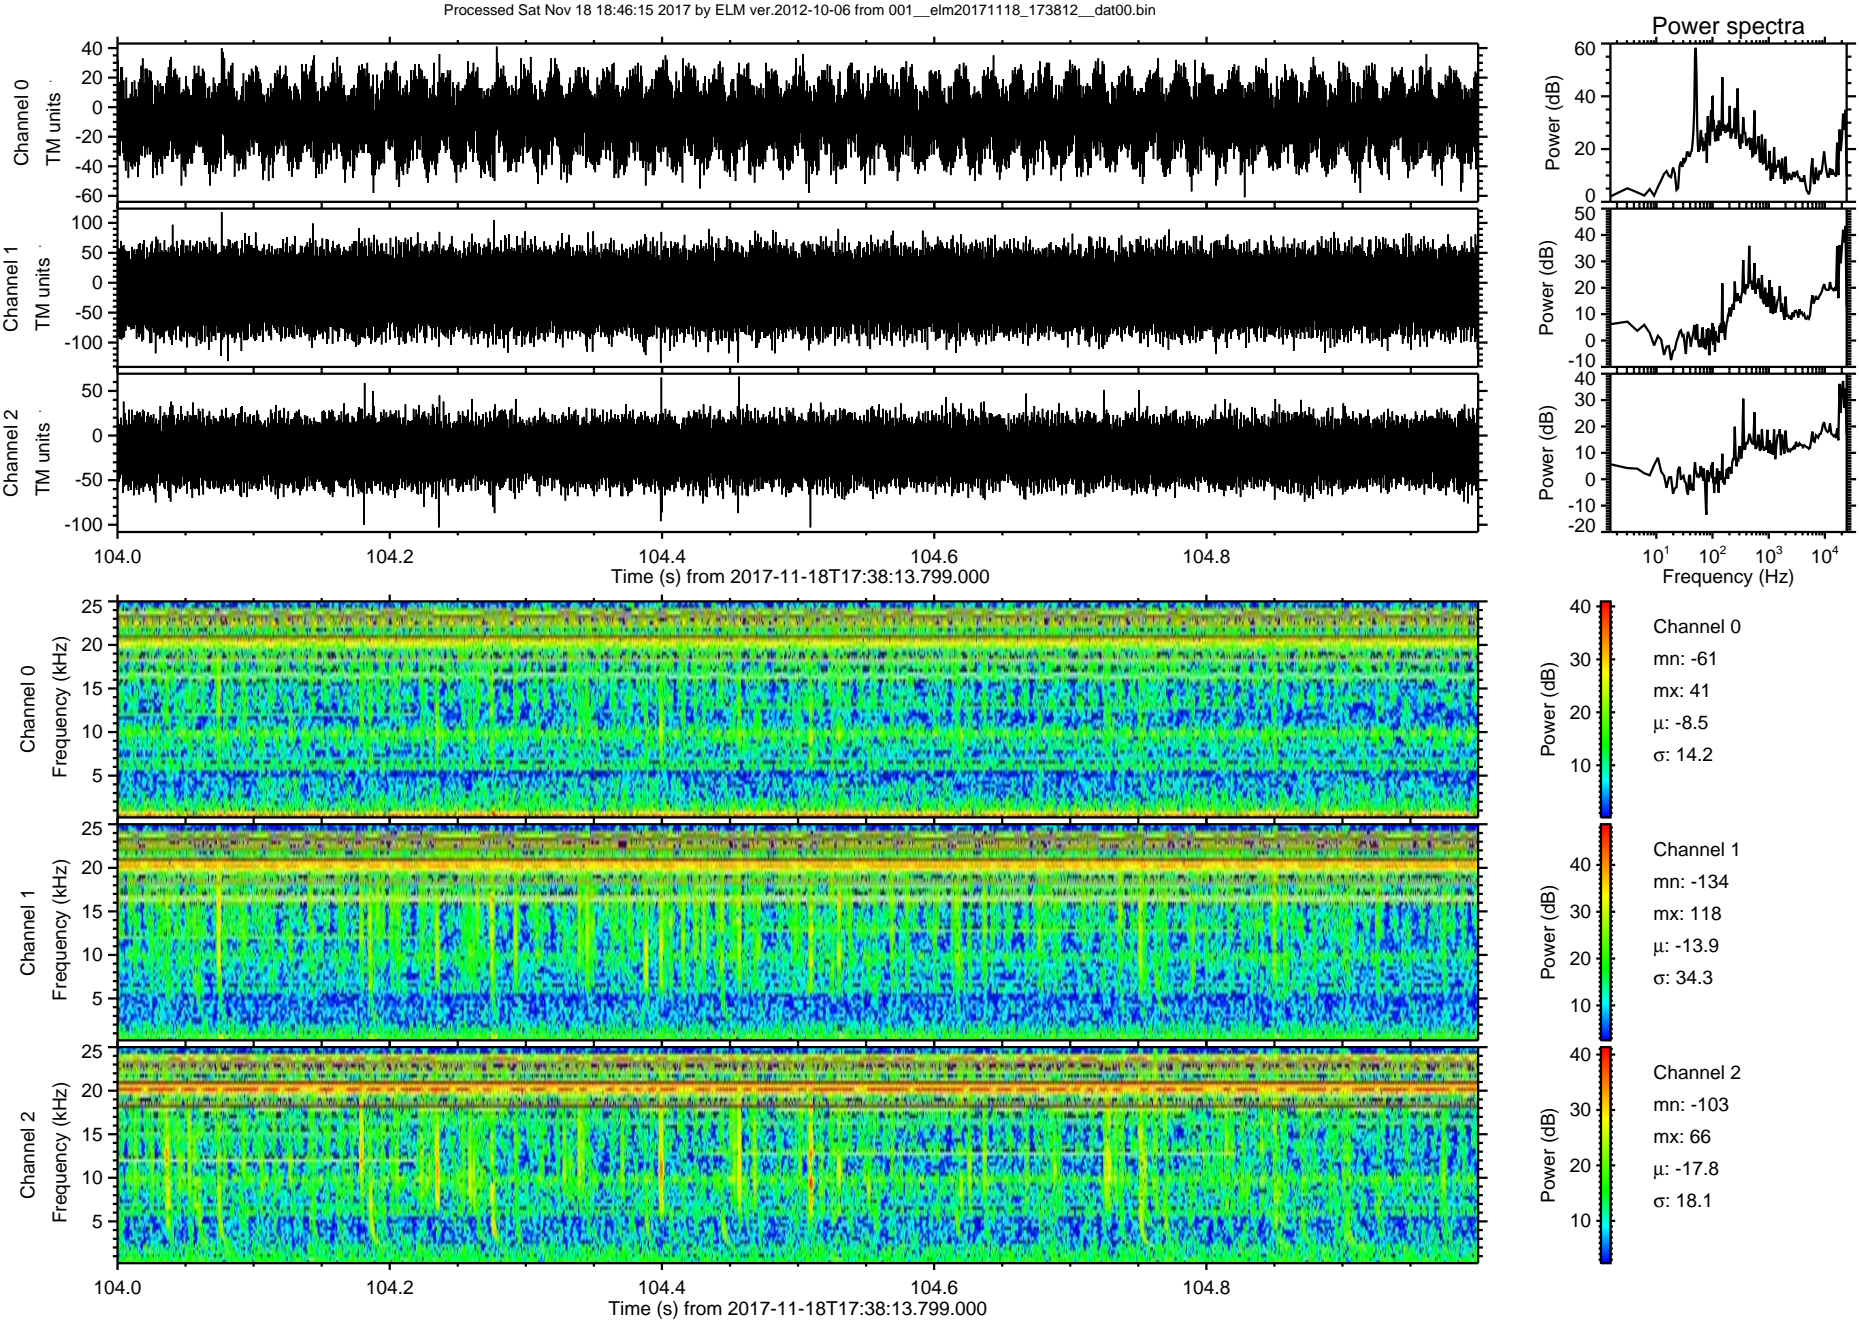 Processed Sat Nov 18 18:46:15 2017 by ELM ver.2012-10-06 from 001__elm20171118_173812__dat00.bin
Power spectra
Channel 0
TM units
40
20
0
-20
-40
-60
Power (dB)
60
40
20
0
Channel 1
TM units
100
50
0
-50
-100
Power (dB)
50
40
30
20
10
0
-10
Channel 2
TM units
50
0
-50
-100
Power (dB)
40
30
20
10
0
-10
-20
104.0 104.2 104.4 104.6 104.8
Time (s) from 2017-11-18T17:38:13.799.000
10¹ 10² 10³ 10⁴
Frequency (Hz)
Channel 0
Frequency (kHz)
25
20
15
10
5
Power (dB)
40
30
20
10
Channel 0
mn: -61
mx: 41
μ: -8.5
σ: 14.2
Channel 1
Frequency (kHz)
25
20
15
10
5
Power (dB)
40
30
20
10
Channel 1
mn: -134
mx: 118
μ: -13.9
σ: 34.3
Channel 2
Frequency (kHz)
25
20
15
10
5
Power (dB)
40
30
20
10
Channel 2
mn: -103
mx: 66
μ: -17.8
σ: 18.1
104.0 104.2 104.4 104.6 104.8
Time (s) from 2017-11-18T17:38:13.799.000